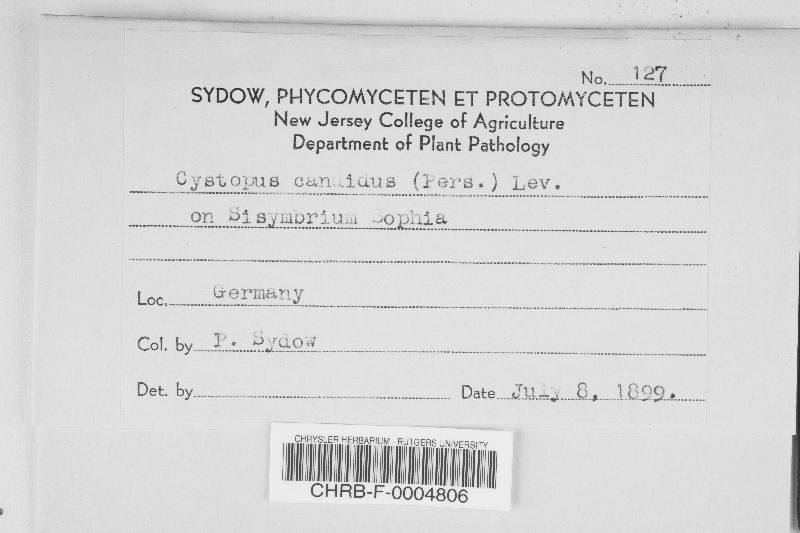 No. 127
SYDOW, PHYCOMYCETEN ET PROTOMYCETEN
New Jersey College of Agriculture
Department of Plant Pathology
Cystopus candidus (Pers.) Lev.
on Sisymbrium Sophia
Loc. Germany
Col. by P. Sydow
Det. by
Date July 8, 1899.
CHRYSLER HERBARIUM - RUTGERS UNIVERSITY
CHRB-F-0004806